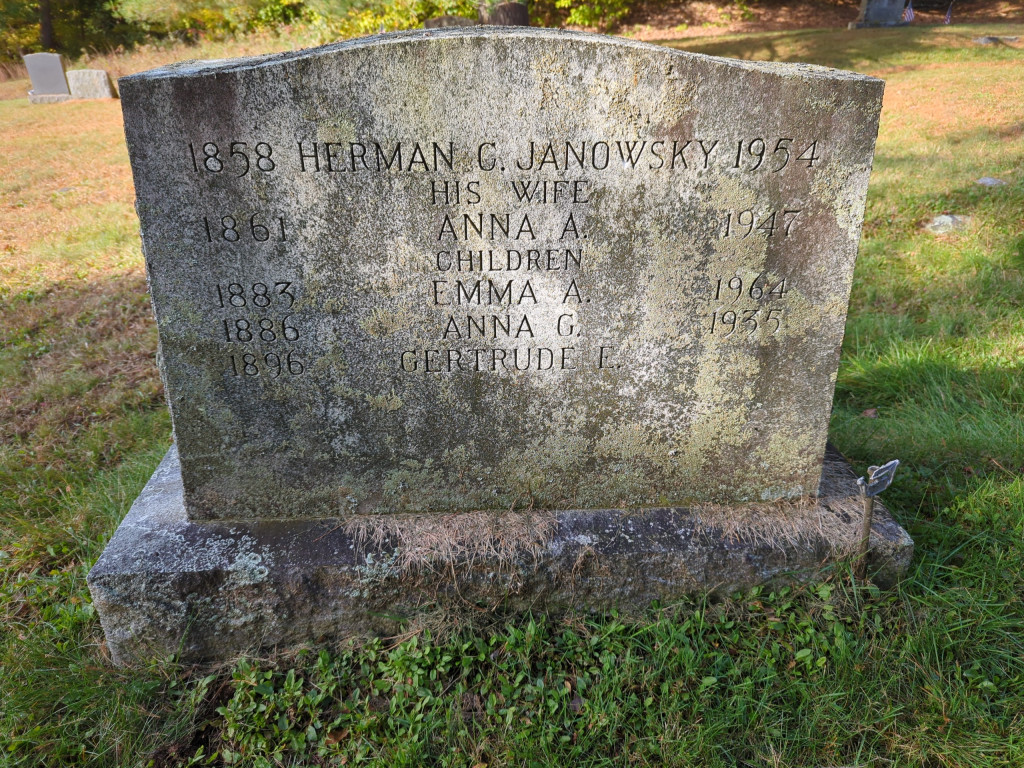 1858 HERMAN C. JANOWSKY 1954
HIS WIFE
1861 ANNA A. 1947
CHILDREN
1883 EMMA A. 1964
1886 ANNA G. 1935
1896 GERTRUDE E.